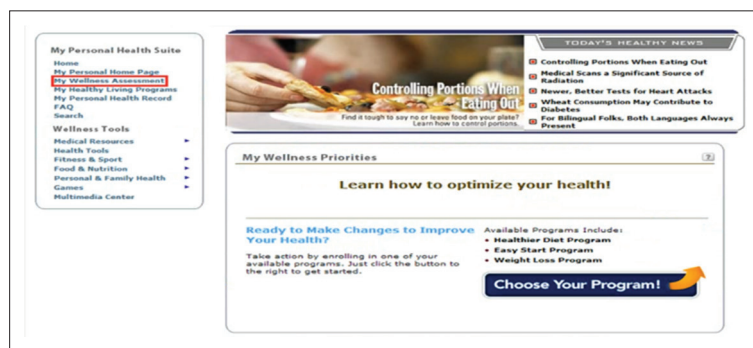 My Personal Health Suite
Home
My Personal Home Page
My Wellness Assessment
My Healthy Living Programs
My Personal Health Record
FAQ
Search
Wellness Tools
Medical Resources
Health Tools
Fitness & Sport
Food & Nutrition
Personal & Family Health
Games
Multimedia Center
Controlling Portions When
Eating Out
Find it tough to say no or leave food on your plate?
Learn how to control portions.
TODAY'S HEALTHY NEWS
Controlling Portions When Eating Out
Medical Scans a Significant Source of
Radiation
Newer, Better Tests for Heart Attacks
Wheat Consumption May Contribute to
Diabetes
For Bilingual Folks, Both Languages Always
Present
My Wellness Priorities
?
Learn how to optimize your health!
Ready to Make Changes to Improve
Your Health?
Take action by enrolling in one of your
available programs. Just click the button to
the right to get started.
Available Programs Include:
• Healthier Diet Program
• Easy Start Program
• Weight Loss Program
Choose Your Program!